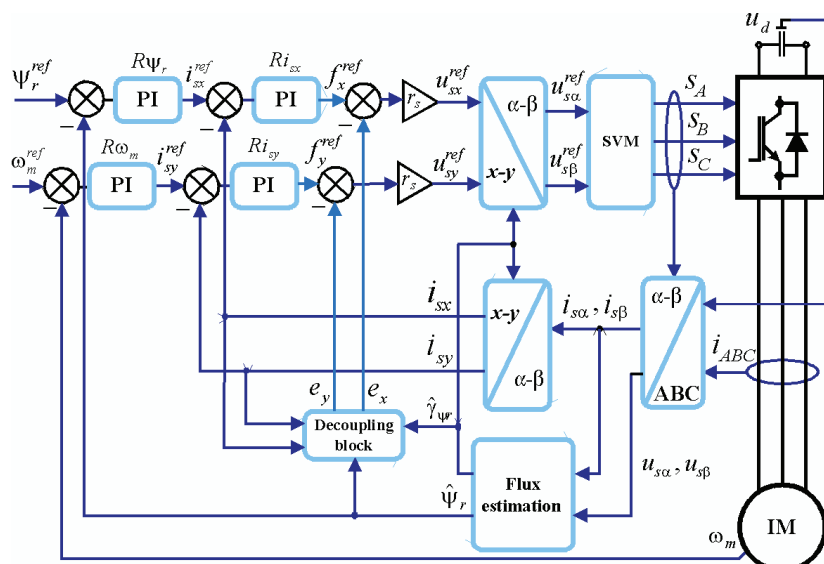 u_d
ψ_r^ref
Rψ_r
PI
i_sx^ref
Ri_sx
PI
f_x^ref
r_s
u_sx^ref
α-β
x-y
u_sα^ref
u_sβ^ref
SVM
S_A
S_B
S_C
ω_m^ref
Rω_m
PI
i_sy^ref
Ri_sy
PI
f_y^ref
r_s
u_sy^ref
i_sx
i_sy
x-y
α-β
i_sα, i_sβ
α-β
ABC
i_ABC
e_y
e_x
Decoupling
block
γ̂_ψr
ψ̂_r
Flux
estimation
u_sα, u_sβ
ω_m
IM